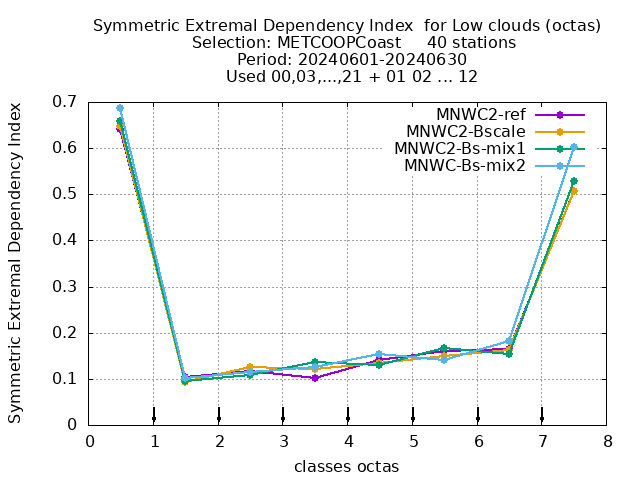 Symmetric Extremal Dependency Index  for Low clouds (octas)
Selection: METCOOPCoast     40 stations
Period: 20240601-20240630
Used 00,03,...,21 + 01 02 ... 12
Symmetric Extremal Dependency Index
0.7
0.6
0.5
0.4
0.3
0.2
0.1
0
MNWC2-ref
MNWC2-Bscale
MNWC2-Bs-mix1
MNWC-Bs-mix2
0 1 2 3 4 5 6 7 8
classes octas